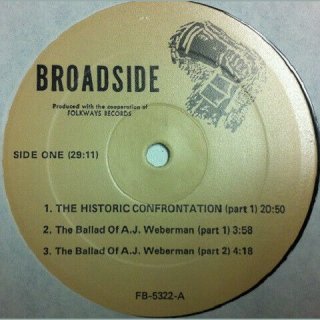 BROADSIDE
Produced with the cooperation of
FOLKWAYS RECORDS
SIDE ONE (29:11)
1. THE HISTORIC CONFRONTATION (part 1) 20:50
2. The Ballad Of A.J. Weberman (part 1) 3:58
3. The Ballad Of A.J. Weberman (part 2) 4:18
FB-5322-A